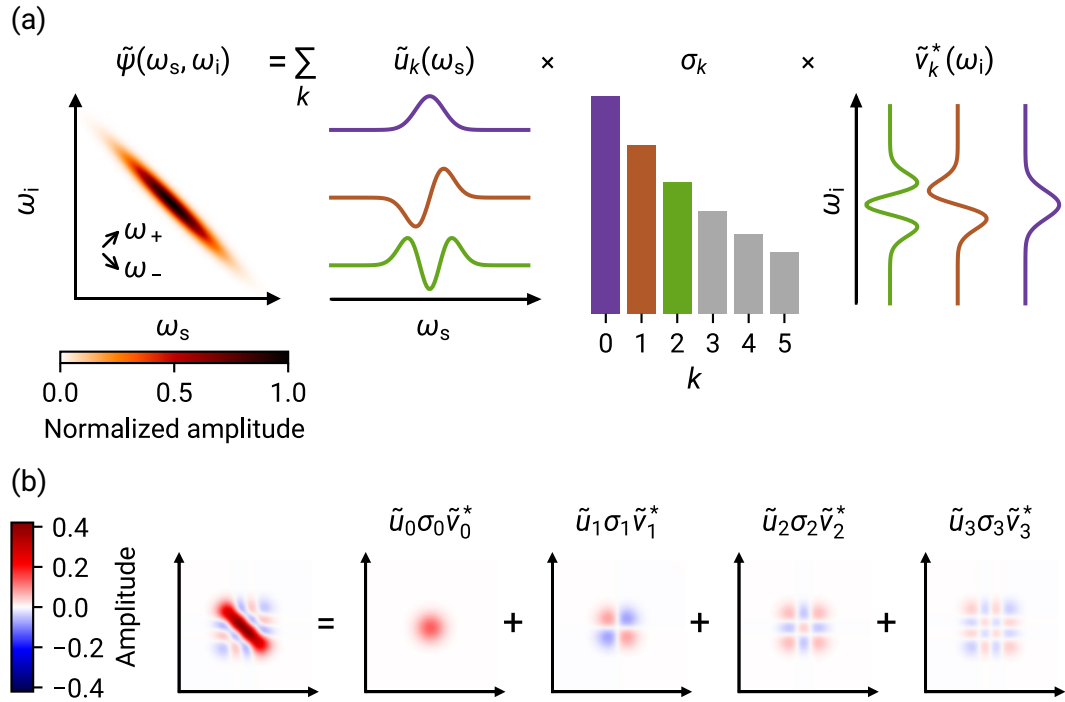 (a)
ψ̃(ωs, ωi) = ∑k ũk(ωs) × σk × ṽk*(ωi)
ωi
ω+
ω−
ωs
0.0 0.5 1.0
Normalized amplitude
ωs
0 1 2 3 4 5
k
ωi
(b)
ũ0σ0ṽ0* ũ1σ1ṽ1* ũ2σ2ṽ2* ũ3σ3ṽ3*
0.4
0.2
0.0
−0.2
−0.4
Amplitude
= + + +